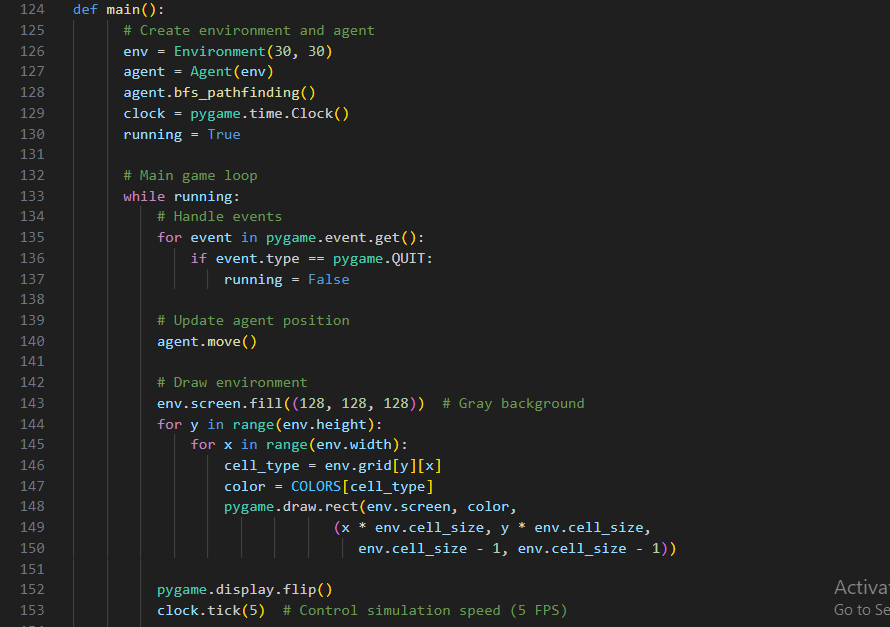 124 def main():
125 # Create environment and agent
126 env = Environment(30, 30)
127 agent = Agent(env)
128 agent.bfs_pathfinding()
129 clock = pygame.time.Clock()
130 running = True
131
132 # Main game loop
133 while running:
134 # Handle events
135 for event in pygame.event.get():
136 if event.type == pygame.QUIT:
137 running = False
138
139 # Update agent position
140 agent.move()
141
142 # Draw environment
143 env.screen.fill((128, 128, 128))  # Gray background
144 for y in range(env.height):
145 for x in range(env.width):
146 cell_type = env.grid[y][x]
147 color = COLORS[cell_type]
148 pygame.draw.rect(env.screen, color,
149 (x * env.cell_size, y * env.cell_size,
150 env.cell_size - 1, env.cell_size - 1))
151
152 pygame.display.flip()
153 clock.tick(5)  # Control simulation speed (5 FPS)
Activa
Go to Se